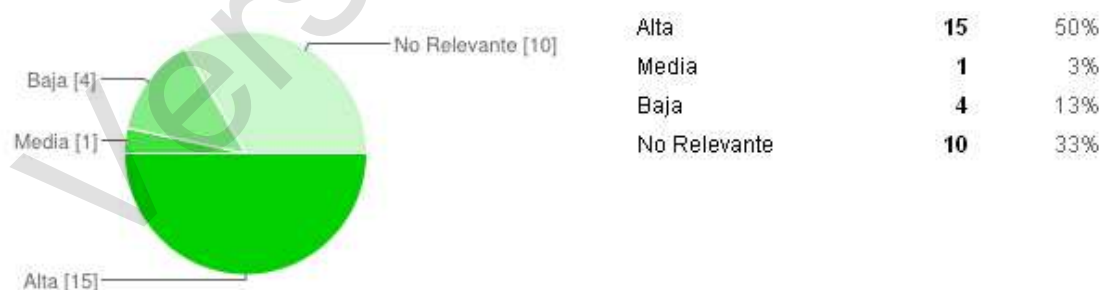 No Relevante [10]
Baja [4]
Media [1]
Alta [15]
Alta 15 50%
Media 1 3%
Baja 4 13%
No Relevante 10 33%
Vers